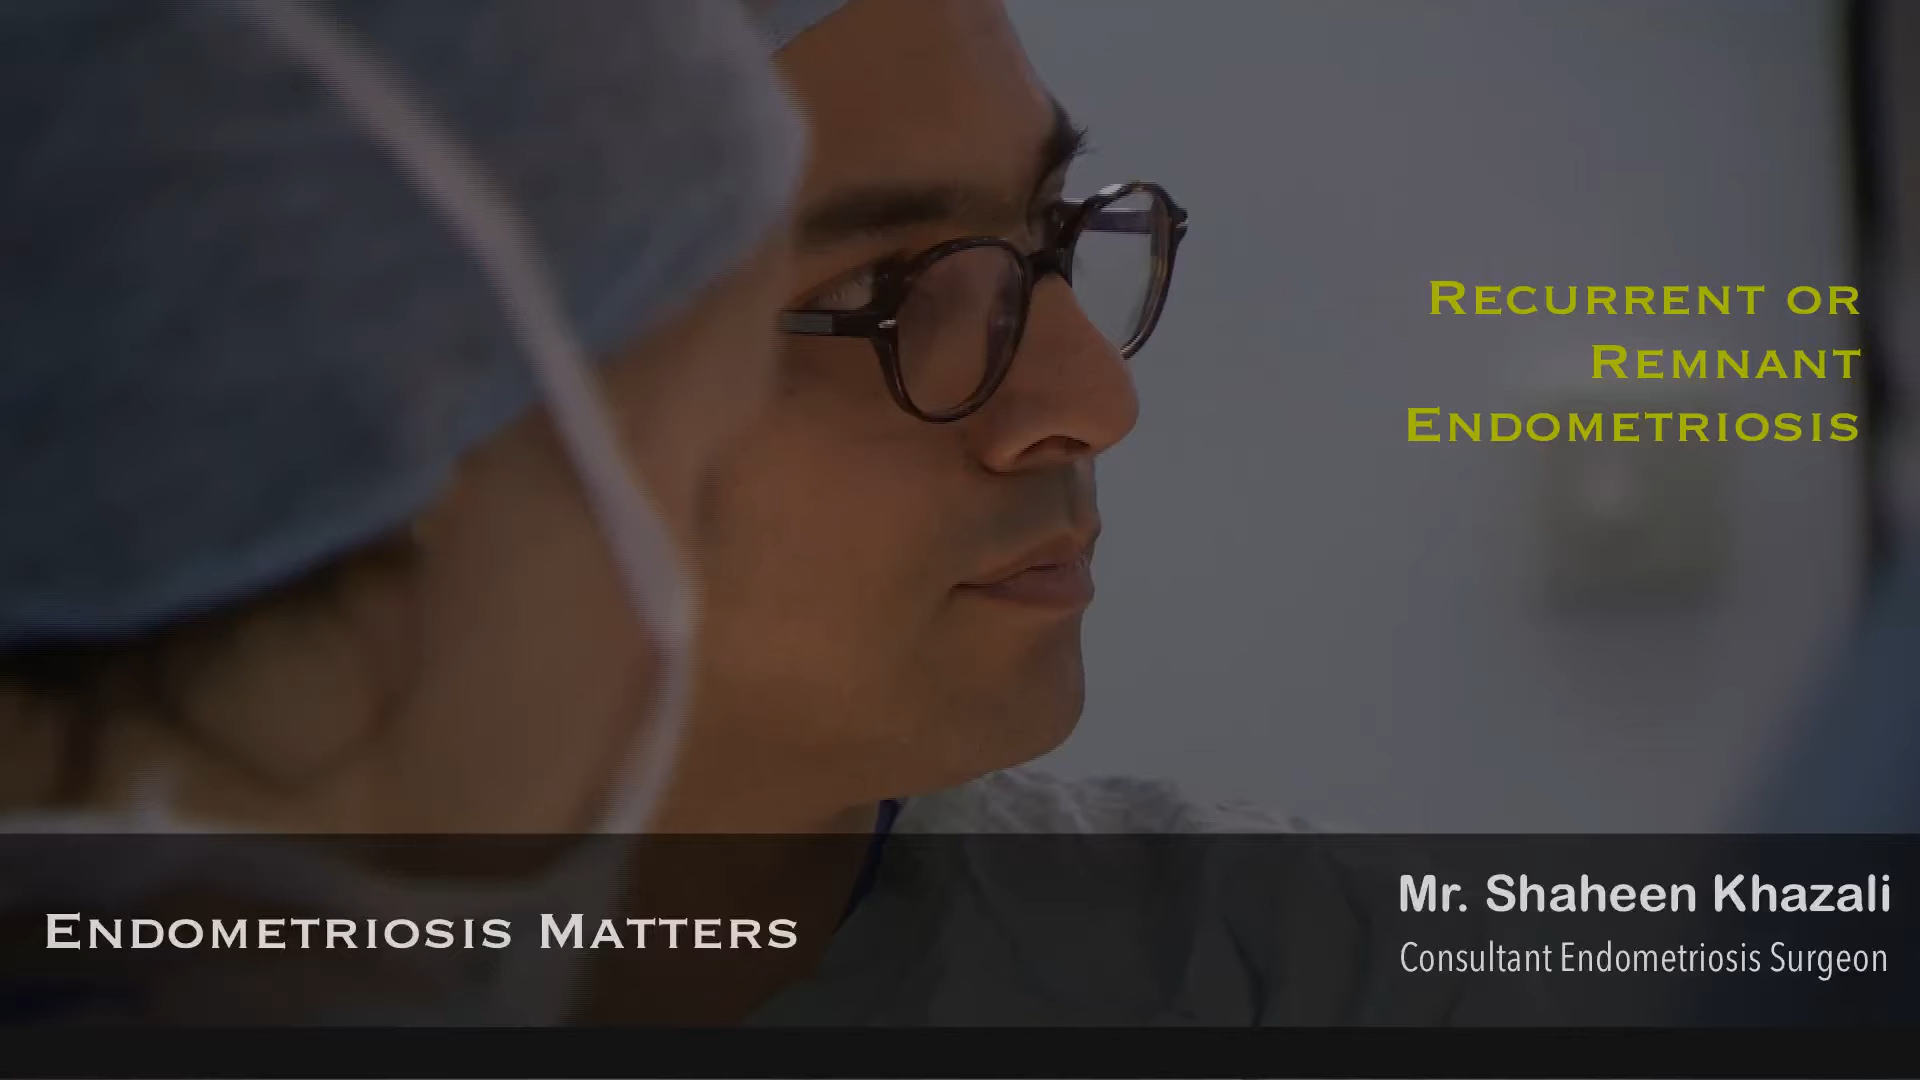 Recurrent or
Remnant
Endometriosis
Endometriosis Matters
Mr. Shaheen Khazali
Consultant Endometriosis Surgeon